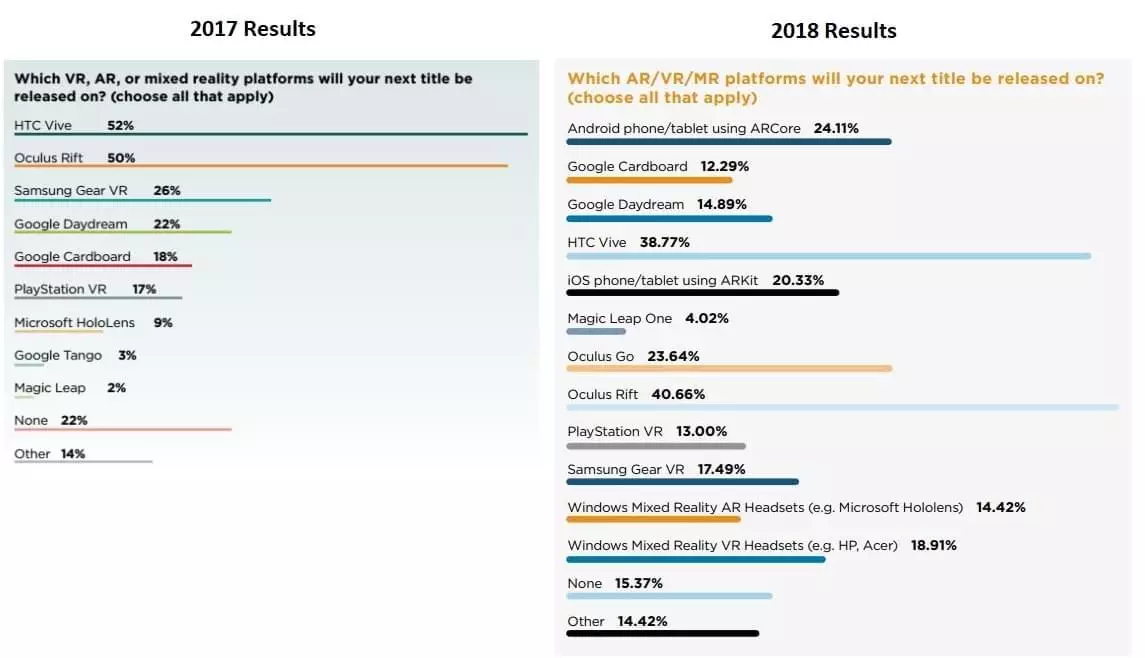 2017 Results
Which VR, AR, or mixed reality platforms will your next title be
released on? (choose all that apply)
HTC Vive 52%
Oculus Rift 50%
Samsung Gear VR 26%
Google Daydream 22%
Google Cardboard 18%
PlayStation VR 17%
Microsoft HoloLens 9%
Google Tango 3%
Magic Leap 2%
None 22%
Other 14%
2018 Results
Which AR/VR/MR platforms will your next title be released on?
(choose all that apply)
Android phone/tablet using ARCore 24.11%
Google Cardboard 12.29%
Google Daydream 14.89%
HTC Vive 38.77%
iOS phone/tablet using ARKit 20.33%
Magic Leap One 4.02%
Oculus Go 23.64%
Oculus Rift 40.66%
PlayStation VR 13.00%
Samsung Gear VR 17.49%
Windows Mixed Reality AR Headsets (e.g. Microsoft Hololens) 14.42%
Windows Mixed Reality VR Headsets (e.g. HP, Acer) 18.91%
None 15.37%
Other 14.42%